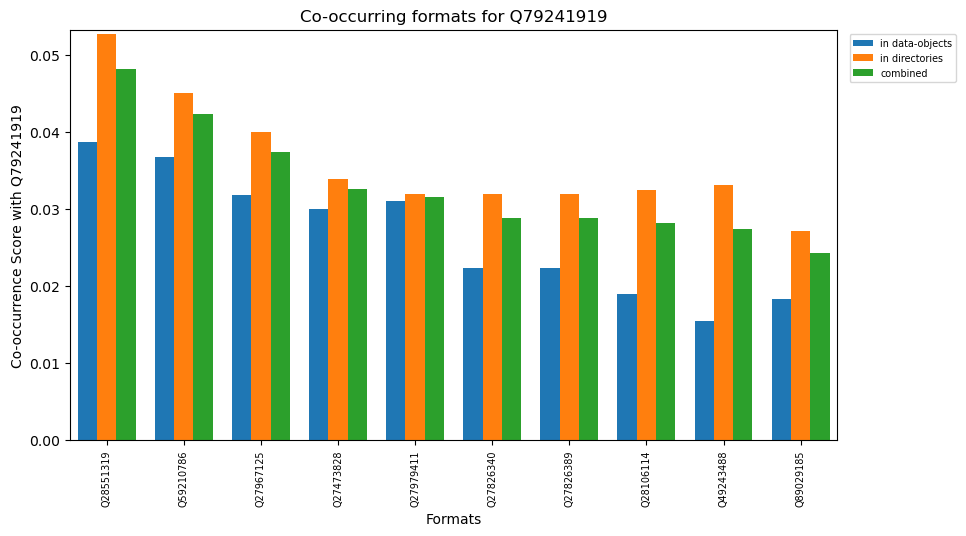 Co-occurring formats for Q79241919
in data-objects
in directories
combined
Co-occurrence Score with Q79241919
0.05
0.04
0.03
0.02
0.01
0.00
Q28551319
Q59210786
Q27967125
Q27473828
Q27979411
Q27826340
Q27826389
Q28106114
Q49243488
Q89029185
Formats